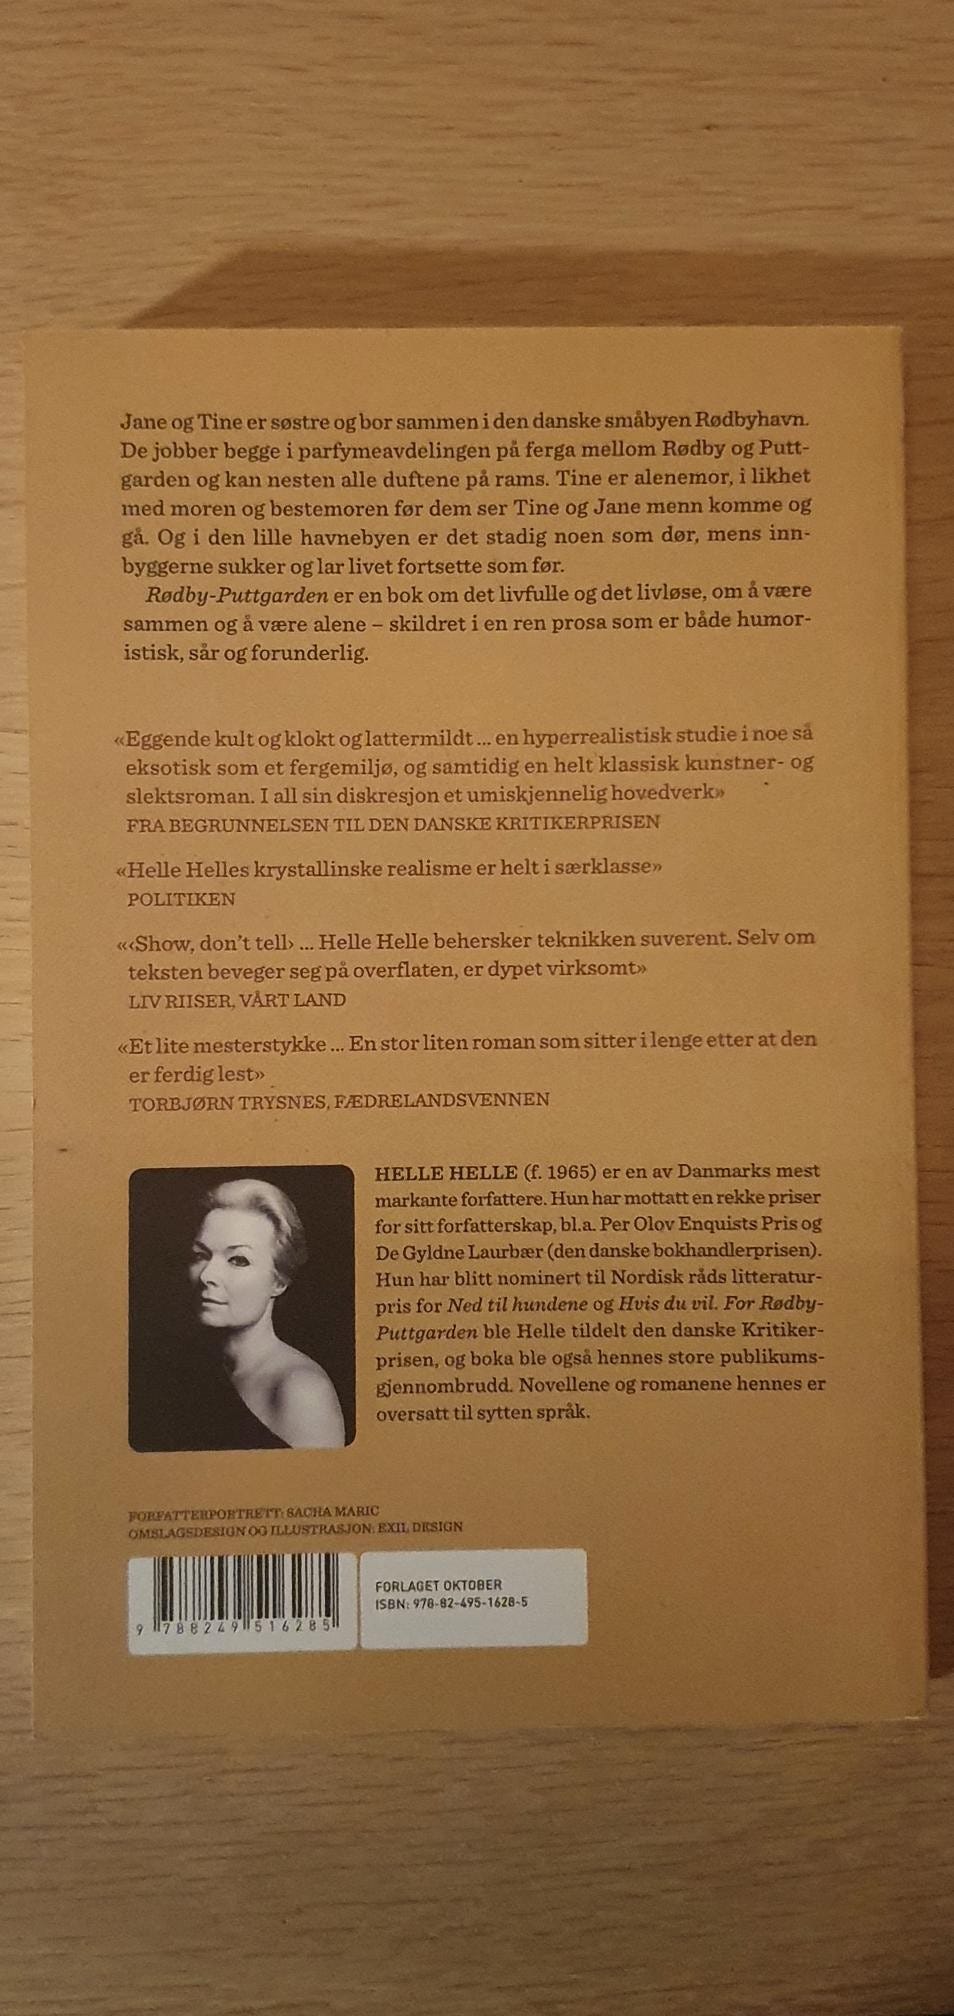 Jane og Tine er søstre og bor sammen i den danske småbyen Rødbyhavn.
De jobber begge i parfymeavdelingen på ferga mellom Rødby og Putt-
garden og kan nesten alle duftene på rams. Tine er alenemor, i likhet
med moren og bestemoren før dem ser Tine og Jane menn komme og
gå. Og i den lille havnebyen er det stadig noen som dør, mens inn-
byggerne sukker og lar livet fortsette som før.
Rødby-Puttgarden er en bok om det livfulle og det livløse, om å være
sammen og å være alene – skildret i en ren prosa som er både humor-
istisk, sår og forunderlig.
«Eggende kult og klokt og lattermildt ... en hyperrealistisk studie i noe så
eksotisk som et fergemiljø, og samtidig en helt klassisk kunstner- og
slektsroman. I all sin diskresjon et umiskjennelig hovedverk»
FRA BEGRUNNELSEN TIL DEN DANSKE KRITIKERPRISEN
«Helle Helles krystallinske realisme er helt i særklasse»
POLITIKEN
«‹Show, don't tell› ... Helle Helle behersker teknikken suverent. Selv om
teksten beveger seg på overflaten, er dypet virksomt»
LIV RIISER, VÅRT LAND
«Et lite mesterstykke ... En stor liten roman som sitter i lenge etter at den
er ferdig lest»
TORBJØRN TRYSNES, FÆDRELANDSVENNEN
HELLE HELLE (f. 1965) er en av Danmarks mest
markante forfattere. Hun har mottatt en rekke priser
for sitt forfatterskap, bl.a. Per Olov Enquists Pris og
De Gyldne Laurbær (den danske bokhandlerprisen).
Hun har blitt nominert til Nordisk råds litteratur-
pris for Ned til hundene og Hvis du vil. For Rødby-
Puttgarden ble Helle tildelt den danske Kritiker-
prisen, og boka ble også hennes store publikums-
gjennombrudd. Novellene og romanene hennes er
oversatt til sytten språk.
FORFATTERPORTRETT: SACHA MARIC
OMSLAGSDESIGN OG ILLUSTRASJON: EXIL DESIGN
9 788249 516285
FORLAGET OKTOBER
ISBN: 978-82-495-1628-5